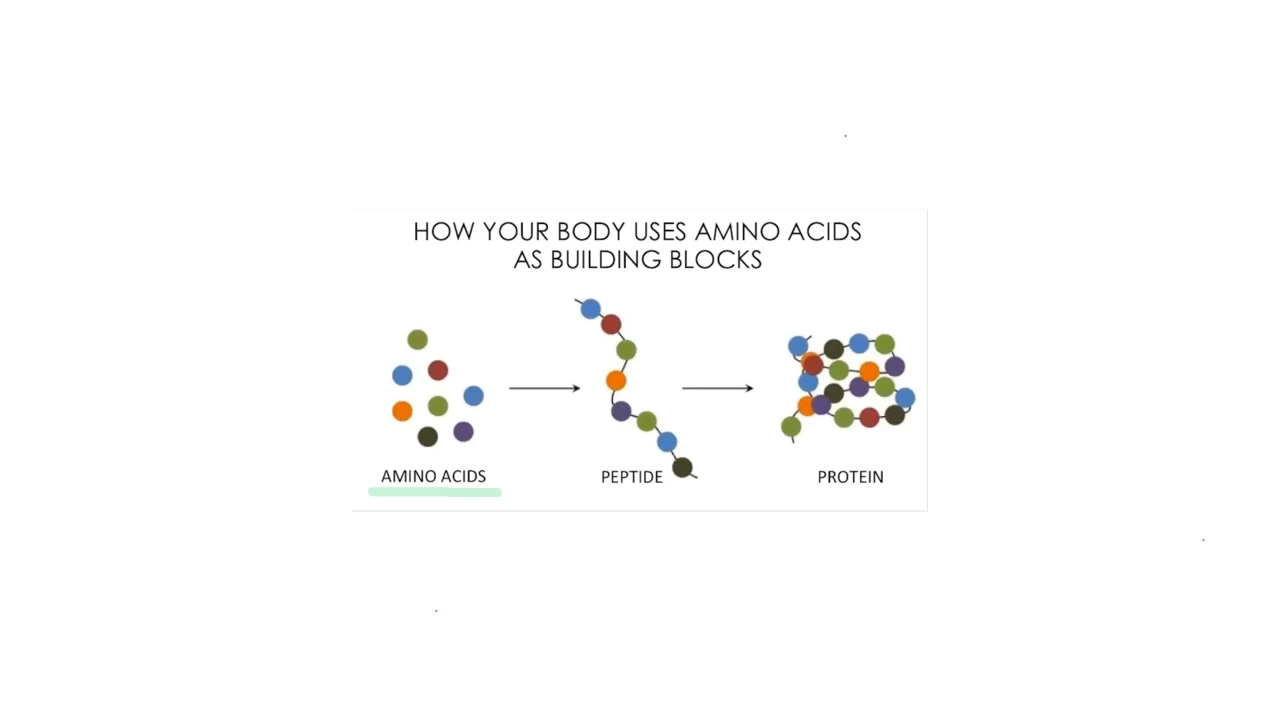 HOW YOUR BODY USES AMINO ACIDS
AS BUILDING BLOCKS
AMINO ACIDS
PEPTIDE
PROTEIN